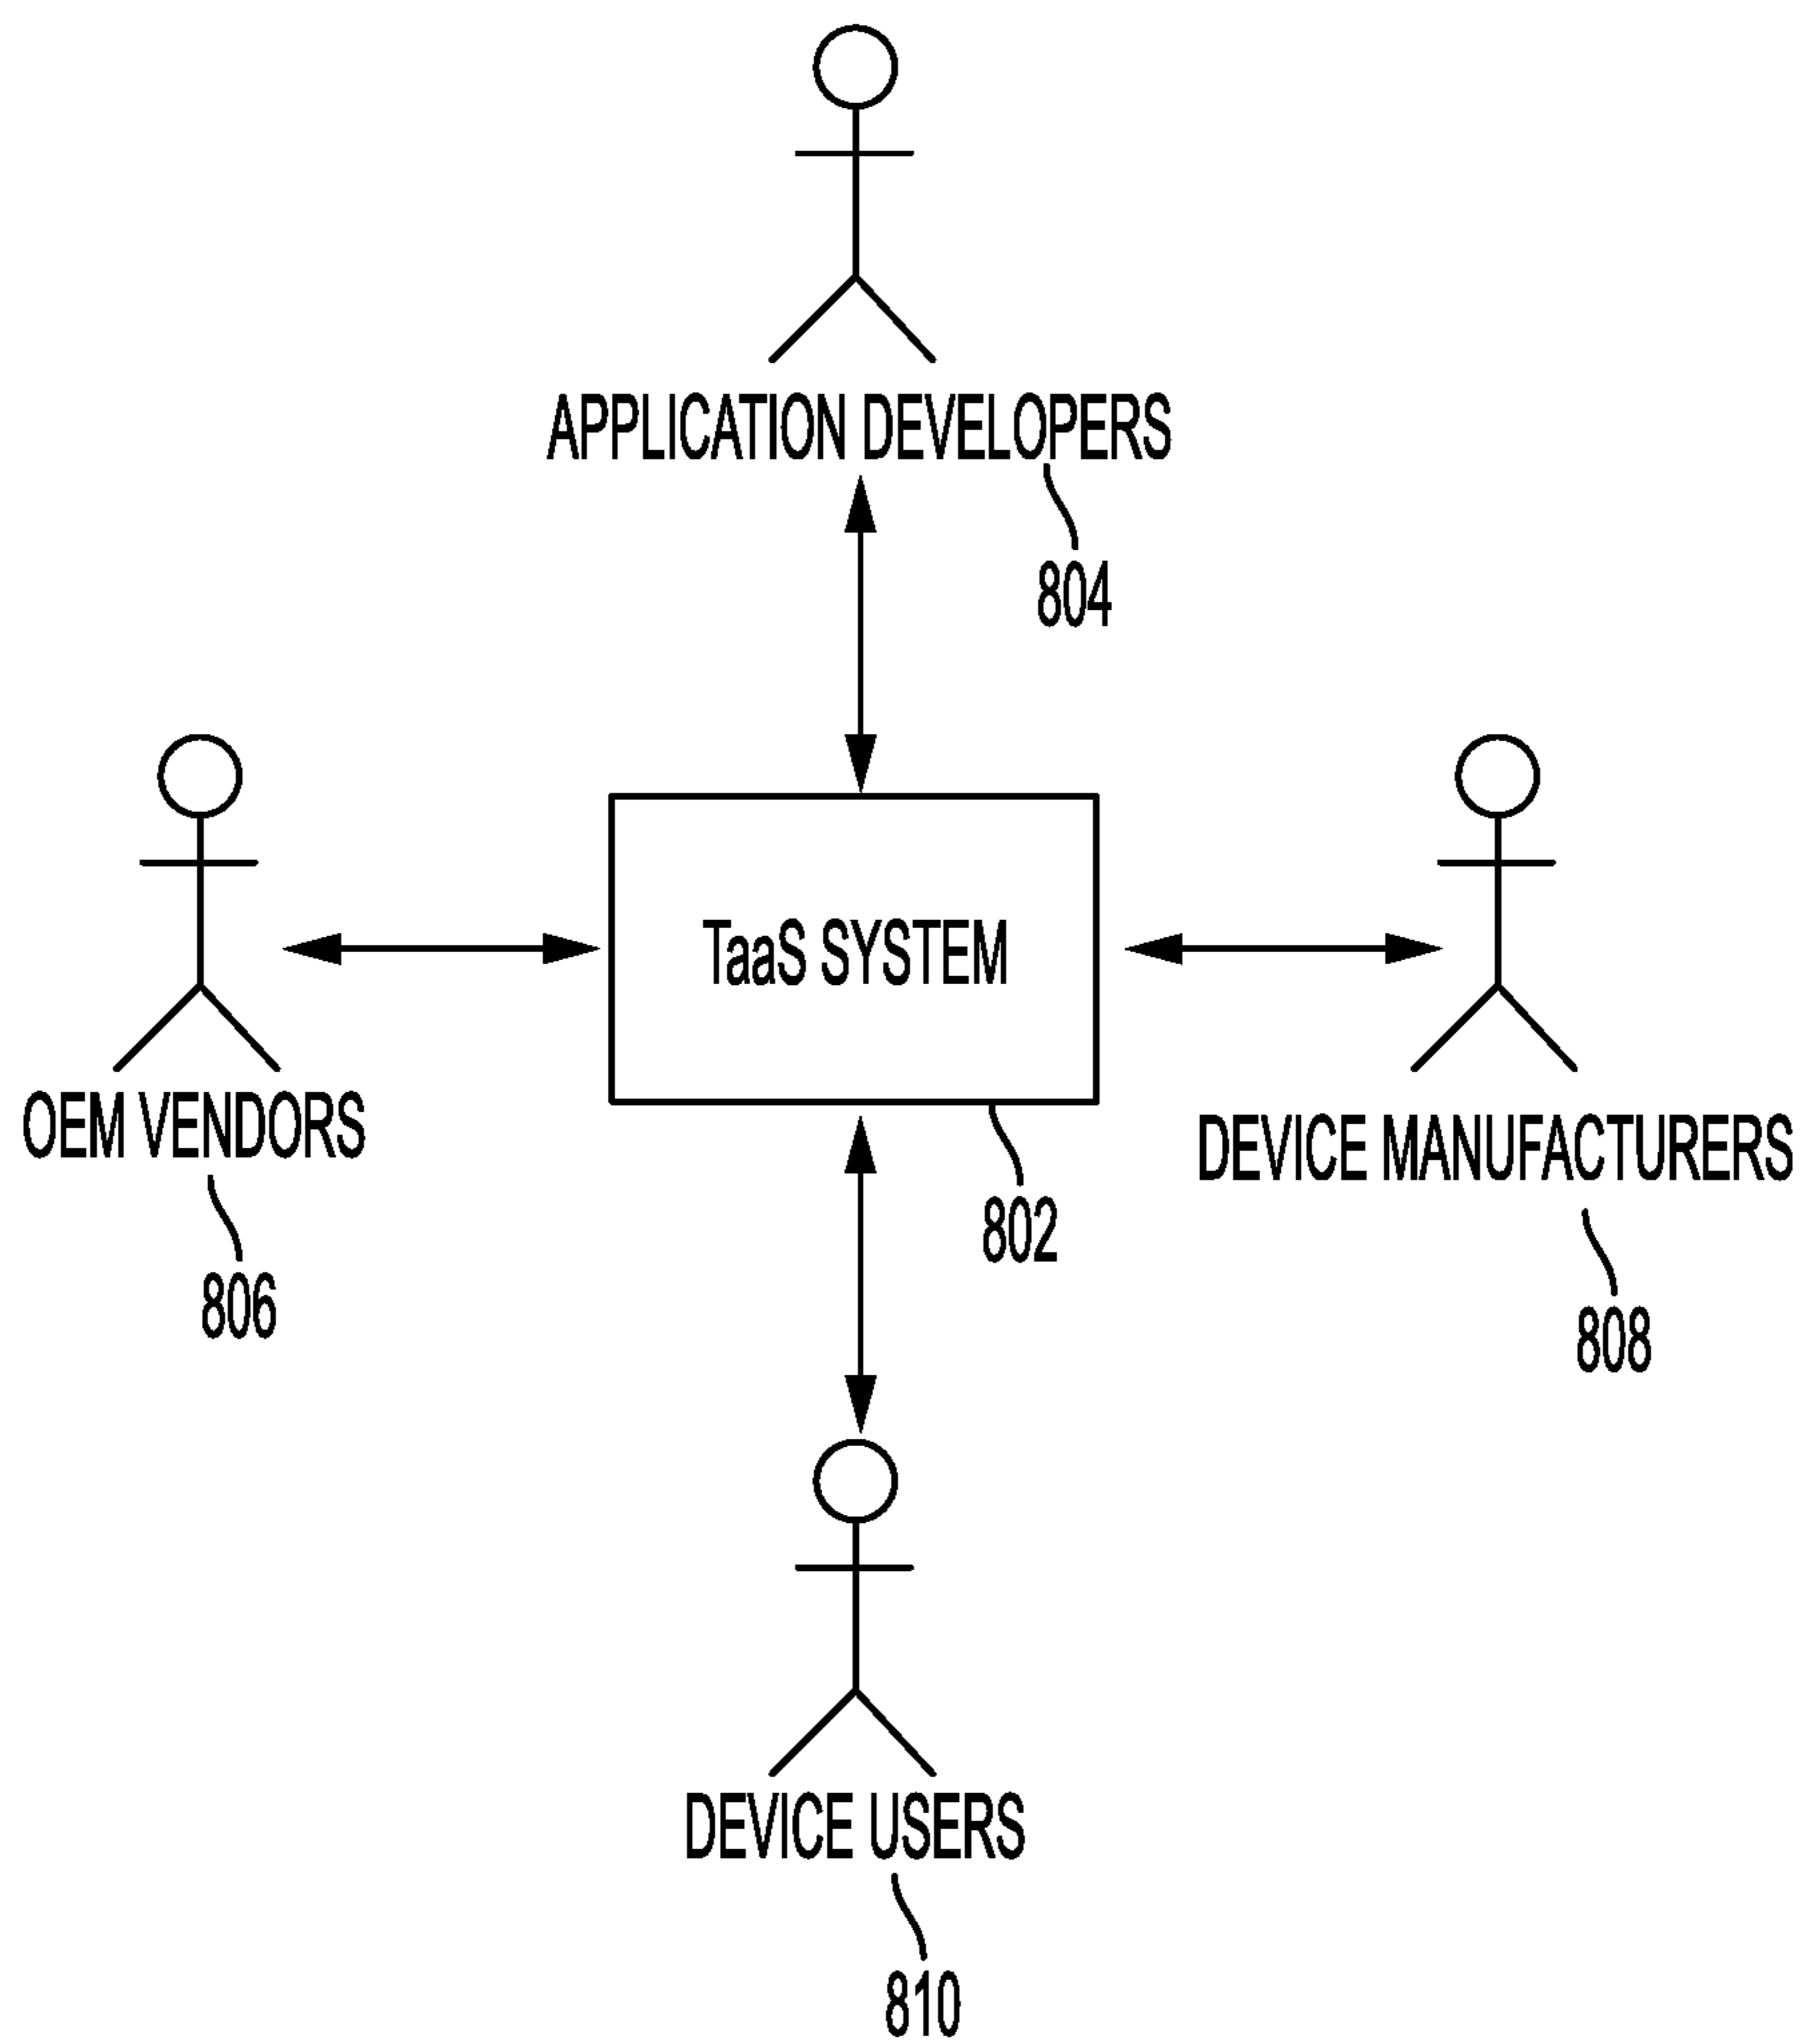 APPLICATION DEVELOPERS
804
TaaS SYSTEM
802
OEM VENDORS
806
DEVICE MANUFACTURERS
808
DEVICE USERS
810